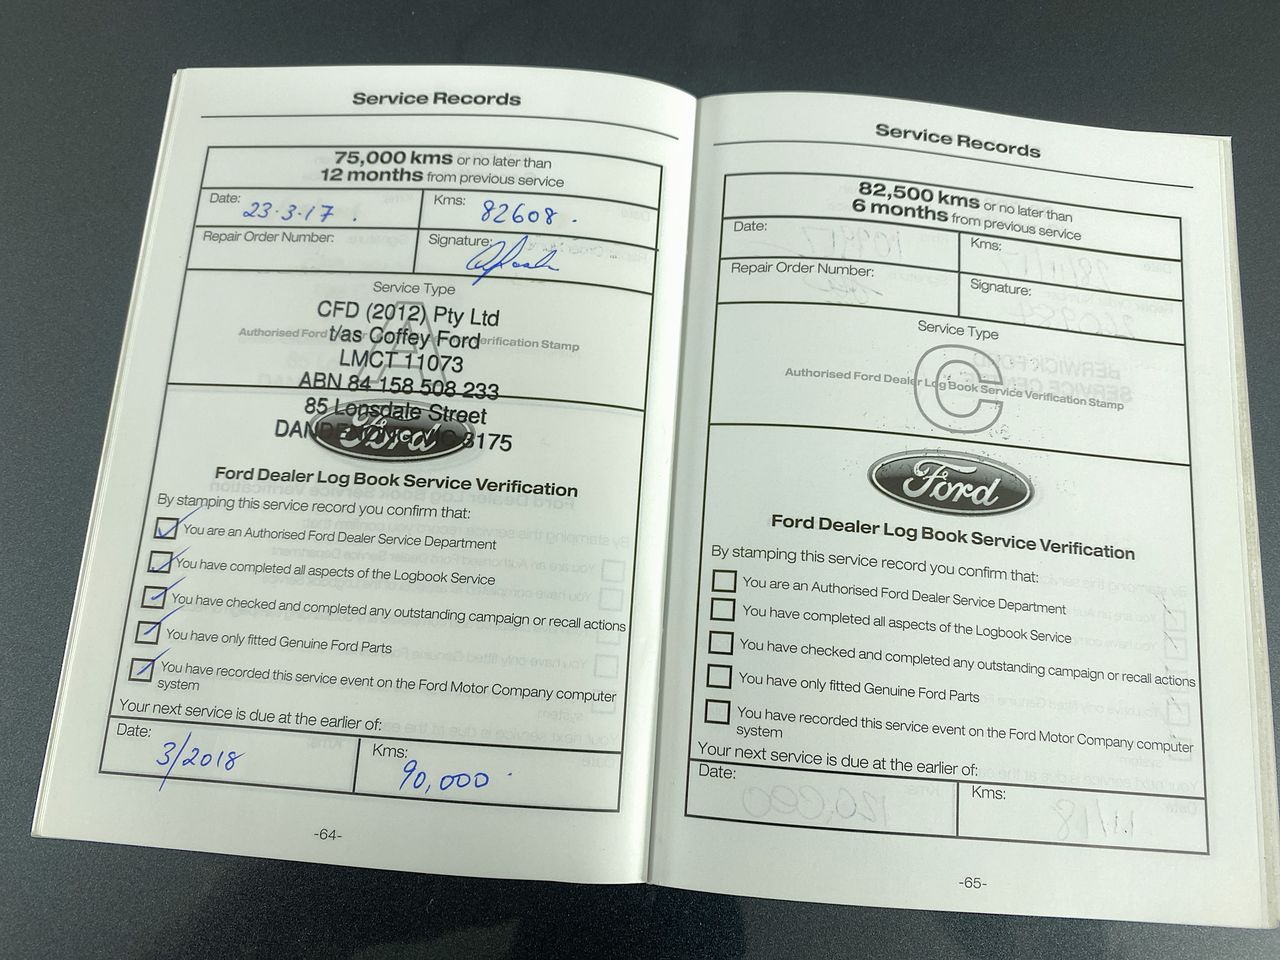 Service Records
75,000 kms or no later than
12 months from previous service
Date: 23.3.17.
Kms: 82608.
Repair Order Number:
Signature:
Service Type
A
Authorised Ford Dealer Verification Stamp
CFD (2012) Pty Ltd
t/as Coffey Ford
LMCT 11073
ABN 84 158 508 233
85 Lonsdale Street
3175
Ford
Ford Dealer Log Book Service Verification
By stamping this service record you confirm that:
You are an Authorised Ford Dealer Service Department
You have completed all aspects of the Logbook Service
You have checked and completed any outstanding campaign or recall actions
You have only fitted Genuine Ford Parts
You have recorded this service event on the Ford Motor Company computer
system
Your next service is due at the earlier of:
Date: 3/2018
Kms: 90,000
-64-
Service Records
82,500 kms or no later than
6 months from previous service
Date:
Kms:
Repair Order Number:
Signature:
Service Type
C
Authorised Ford Dealer Log Book Service Verification Stamp
Ford
Ford Dealer Log Book Service Verification
By stamping this service record you confirm that:
You are an Authorised Ford Dealer Service Department
You have completed all aspects of the Logbook Service
You have checked and completed any outstanding campaign or recall actions
You have only fitted Genuine Ford Parts
You have recorded this service event on the Ford Motor Company computer
system
Your next service is due at the earlier of:
Date:
Kms:
-65-